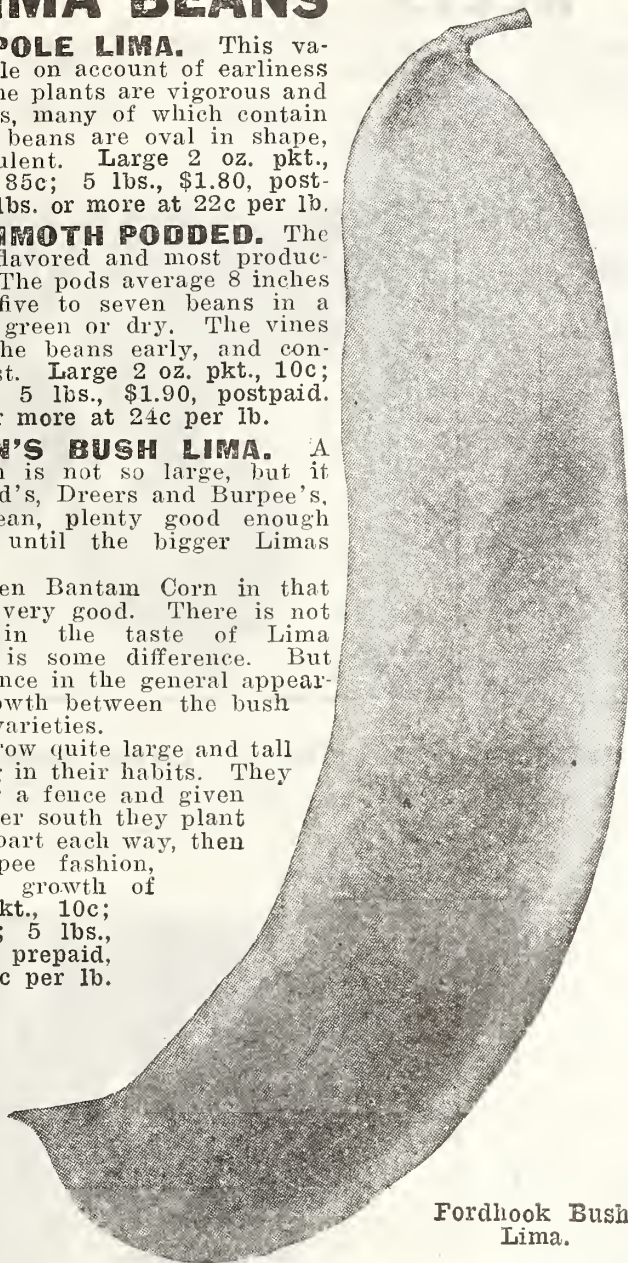 IMA BEANS
POLE LIMA. This va-
le on account of earliness
he plants are vigorous and
s, many of which contain
beans are oval in shape,
ulent. Large 2 oz. pkt.,
85c; 5 lbs., $1.80, post-
lbs. or more at 22c per lb.
MMOTH PODDED. The
flavored and most produc-
The pods average 8 inches
five to seven beans in a
green or dry. The vines
he beans early, and con-
st. Large 2 oz. pkt., 10c;
5 lbs., $1.90, postpaid.
r more at 24c per lb.
N'S BUSH LIMA. A
n is not so large, but it
d's, Dreers and Burpee's,
ean, plenty good enough
until the bigger Limas
en Bantam Corn in that
very good. There is not
in the taste of Lima
is some difference. But
nce in the general appear-
owth between the bush
varieties.
row quite large and tall
g in their habits. They
r a fence and given
er south they plant
part each way, then
pee fashion,
growth of
kt., 10c;
; 5 lbs.,
prepaid,
c per lb.
Fordhook Bush
Lima.